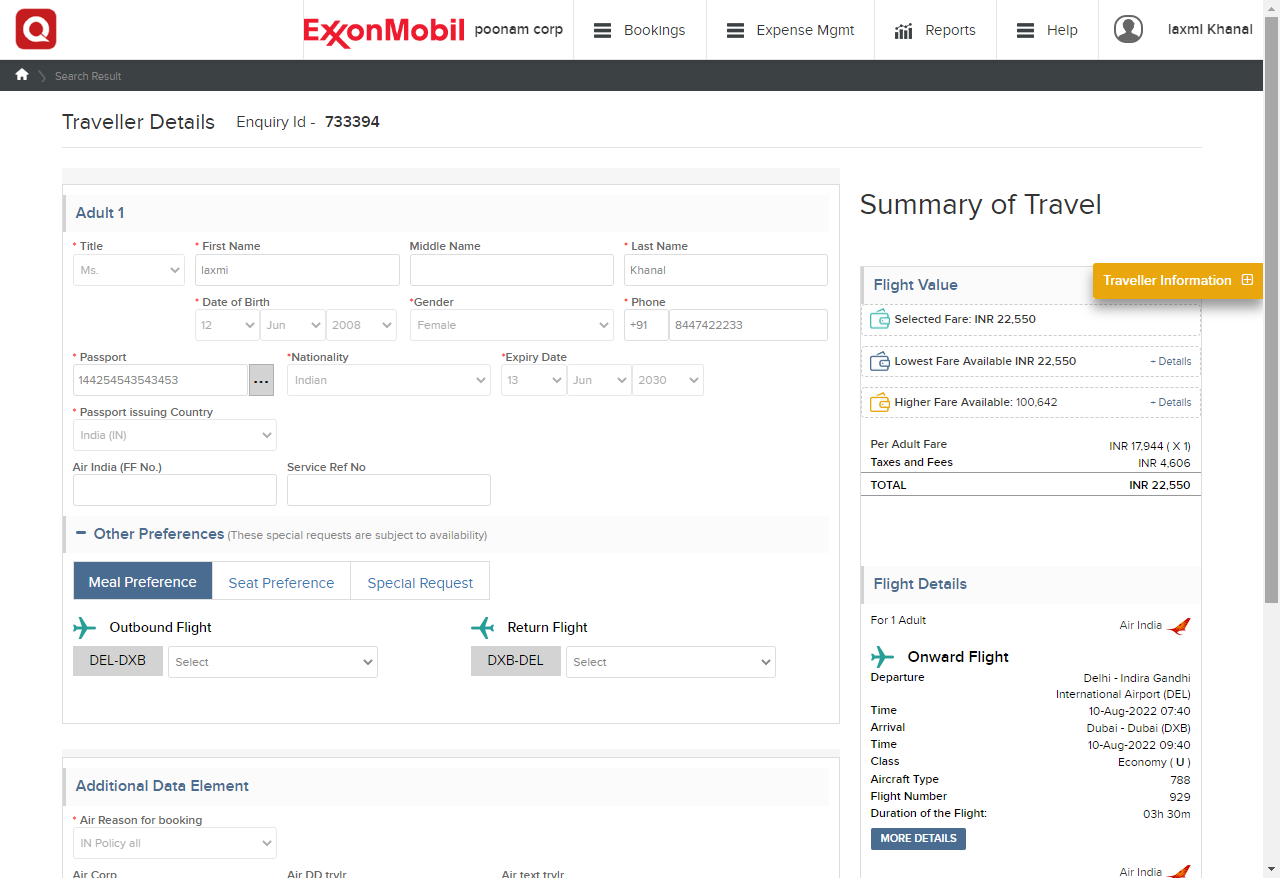 Q
ExxonMobil poonam corp Bookings Expense Mgmt Reports Help laxmi Khanal
Search Result
Traveller Details Enquiry Id - 733394
Adult 1
* Title * First Name Middle Name * Last Name
Ms. laxmi Khanal
* Date of Birth *Gender * Phone
12 Jun 2008 Female +91 8447422233
* Passport *Nationality *Expiry Date
144254543543453 ... Indian 13 Jun 2030
* Passport issuing Country
India (IN)
Air India (FF No.) Service Ref No
Other Preferences (These special requests are subject to availability)
Meal Preference Seat Preference Special Request
Outbound Flight Return Flight
DEL-DXB Select DXB-DEL Select
Additional Data Element
* Air Reason for booking
IN Policy all
Air Corp Air DD trvlr Air text trvlr
Summary of Travel
Traveller Information
Flight Value
Selected Fare: INR 22,550
Lowest Fare Available INR 22,550 + Details
Higher Fare Available: 100,642 + Details
Per Adult Fare INR 17,944 ( X 1)
Taxes and Fees INR 4,606
TOTAL INR 22,550
Flight Details
For 1 Adult Air India
Onward Flight
Departure Delhi - Indira Gandhi
International Airport (DEL)
Time 10-Aug-2022 07:40
Arrival Dubai - Dubai (DXB)
Time 10-Aug-2022 09:40
Class Economy ( U )
Aircraft Type 788
Flight Number 929
Duration of the Flight: 03h 30m
MORE DETAILS
Air India